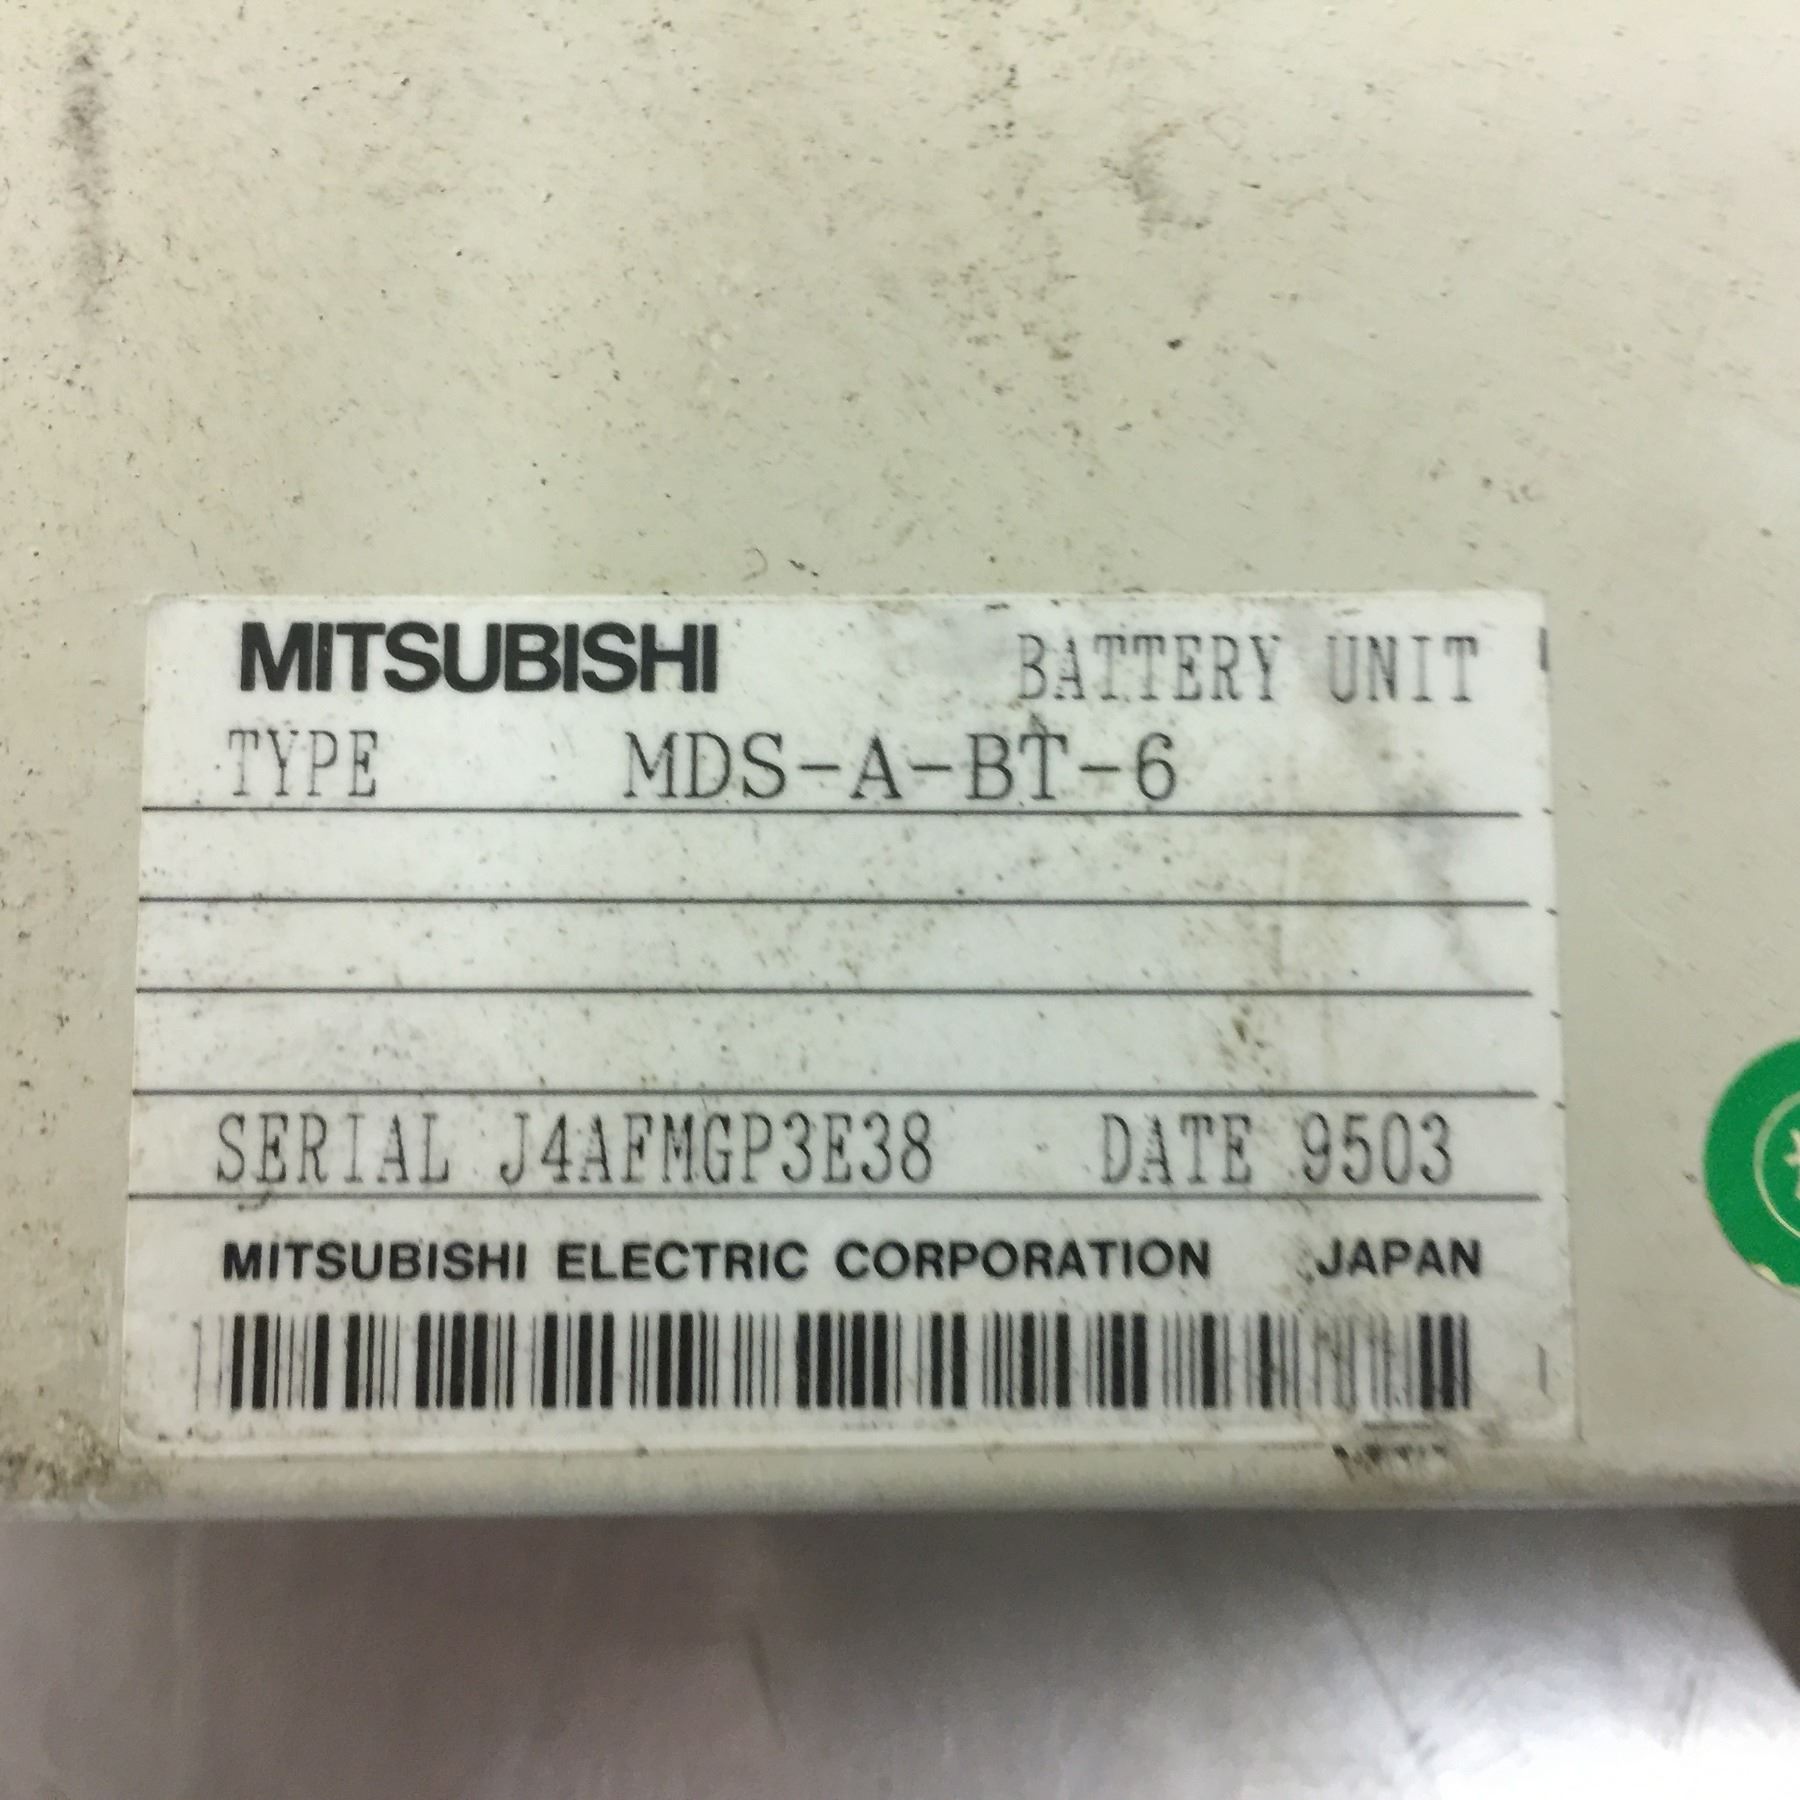 MITSUBISHI BATTERY UNIT
TYPE MDS-A-BT-6
SERIAL J4AFMGP3E38 DATE 9503
MITSUBISHI ELECTRIC CORPORATION JAPAN